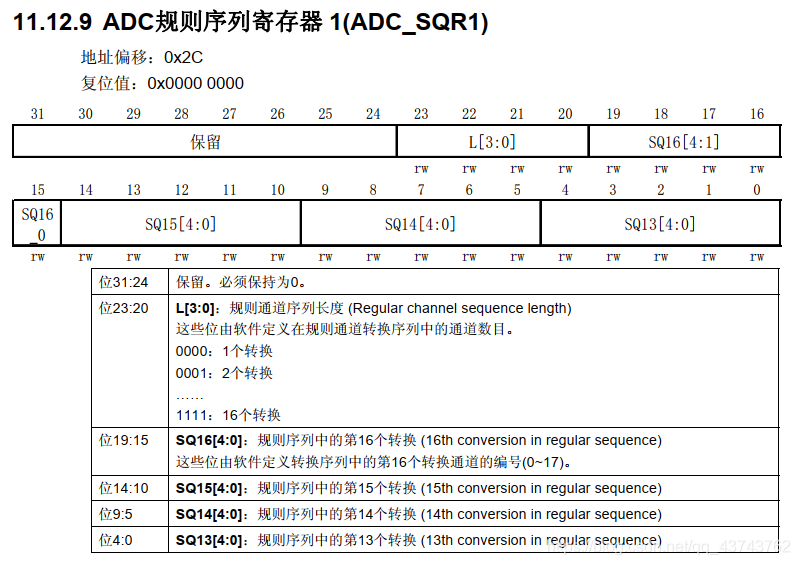 11.12.9 ADC规则序列寄存器 1(ADC_SQR1)
地址偏移：0x2C
复位值：0x0000 0000
31 30 29 28 27 26 25 24 23 22 21 20 19 18 17 16
保留 L[3:0] SQ16[4:1]
rw rw rw rw rw rw rw rw
15 14 13 12 11 10 9 8 7 6 5 4 3 2 1 0
SQ16_0 SQ15[4:0] SQ14[4:0] SQ13[4:0]
rw rw rw rw rw rw rw rw rw rw rw rw rw rw rw rw
位31:24 保留。必须保持为0。
位23:20 L[3:0]：规则通道序列长度 (Regular channel sequence length)
这些位由软件定义在规则通道转换序列中的通道数目。
0000：1个转换
0001：2个转换
……
1111：16个转换
位19:15 SQ16[4:0]：规则序列中的第16个转换 (16th conversion in regular sequence)
这些位由软件定义转换序列中的第16个转换通道的编号(0~17)。
位14:10 SQ15[4:0]：规则序列中的第15个转换 (15th conversion in regular sequence)
位9:5 SQ14[4:0]：规则序列中的第14个转换 (14th conversion in regular sequence)
位4:0 SQ13[4:0]：规则序列中的第13个转换 (13th conversion in regular sequence)
https://blog.csdn.net/qq_43743762